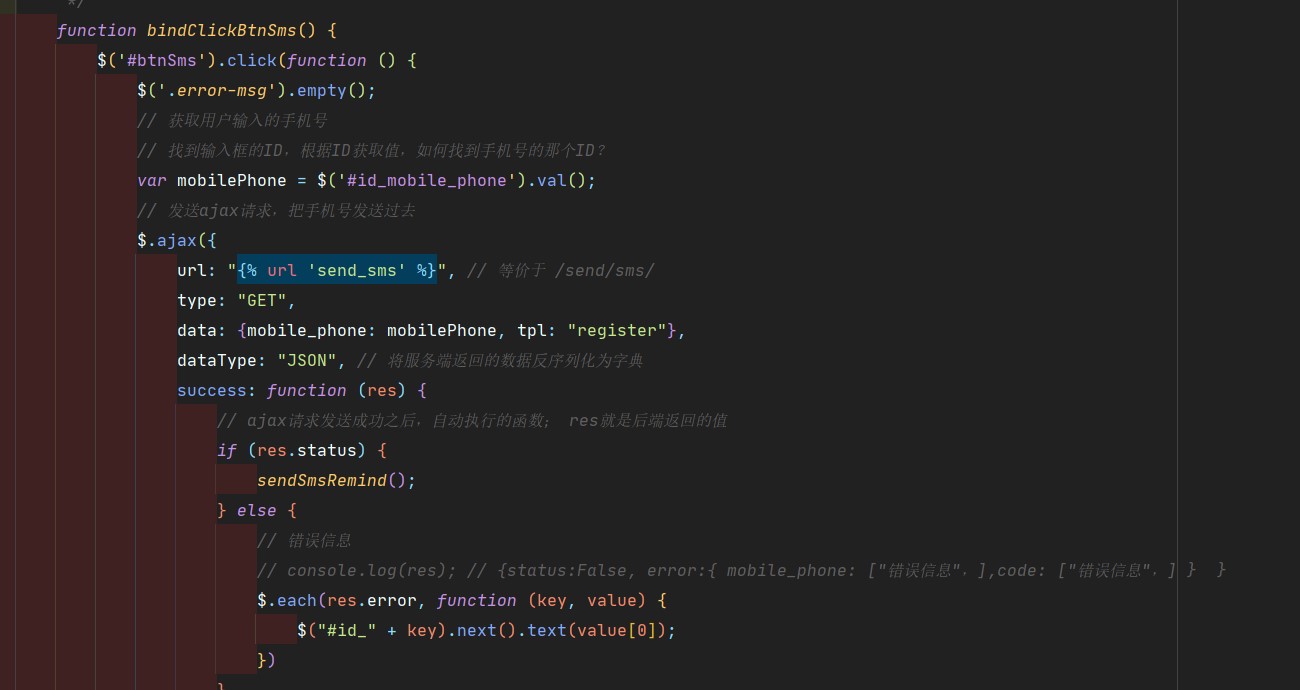 */
function bindClickBtnSms() {
$('#btnSms').click(function () {
$('.error-msg').empty();
// 获取用户输入的手机号
// 找到输入框的ID，根据ID获取值，如何找到手机号的那个ID？
var mobilePhone = $('#id_mobile_phone').val();
// 发送ajax请求，把手机号发送过去
$.ajax({
url: "{% url 'send_sms' %}", // 等价于 /send/sms/
type: "GET",
data: {mobile_phone: mobilePhone, tpl: "register"},
dataType: "JSON", // 将服务端返回的数据反序列化为字典
success: function (res) {
// ajax请求发送成功之后，自动执行的函数； res就是后端返回的值
if (res.status) {
sendSmsRemind();
} else {
// 错误信息
// console.log(res); // {status:False, error:{ mobile_phone: ["错误信息"，],code: ["错误信息"，] }  }
$.each(res.error, function (key, value) {
$("#id_" + key).next().text(value[0]);
})
}